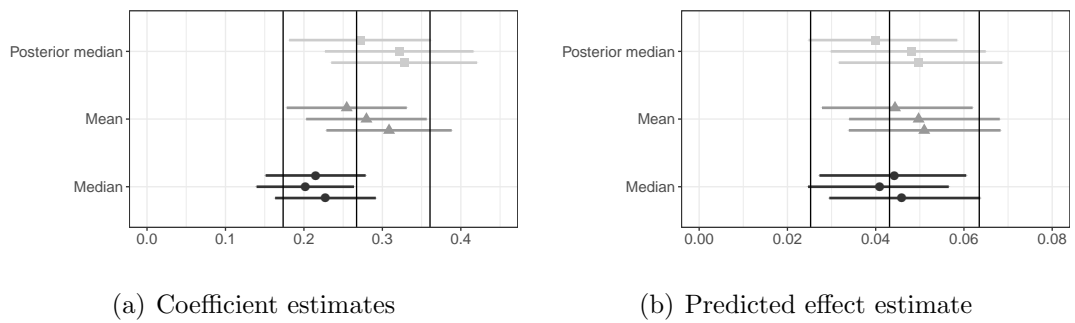 Posterior median
Mean
Median
0.0 0.1 0.2 0.3 0.4
(a) Coefficient estimates
Posterior median
Mean
Median
0.00 0.02 0.04 0.06 0.08
(b) Predicted effect estimate